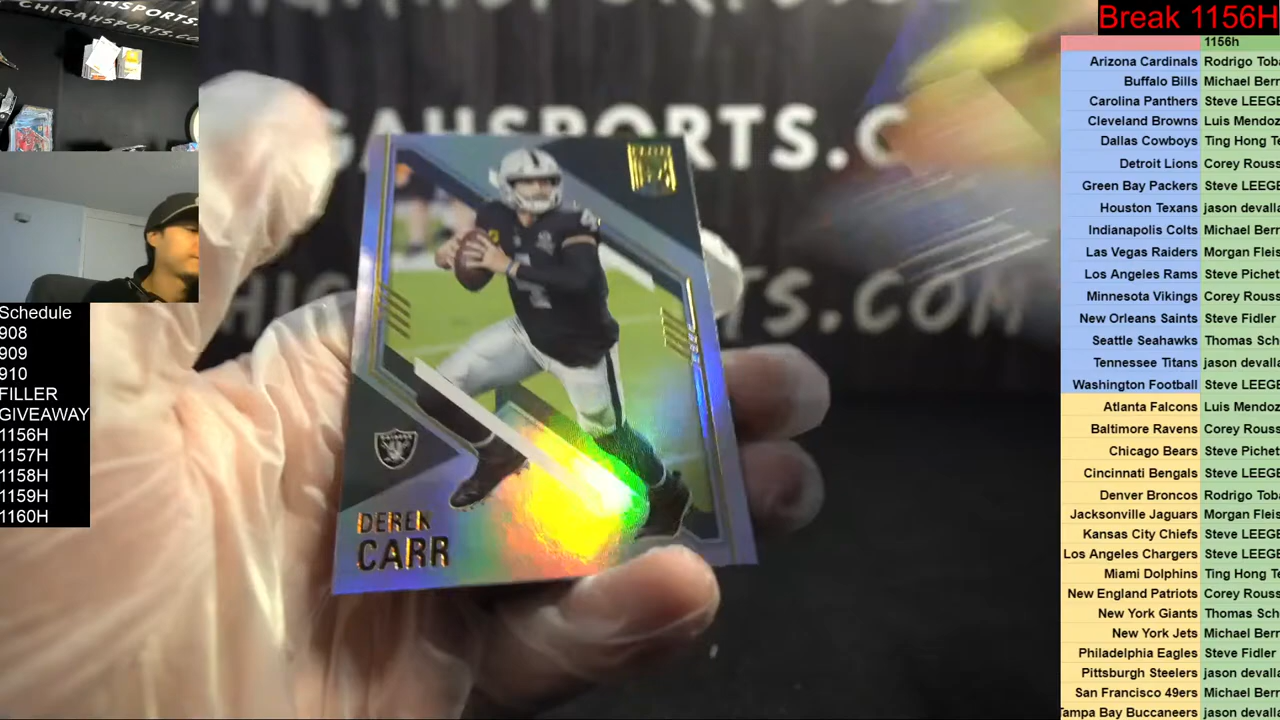 CHIGAHSPORTS.
Break 1156H
GAHSPORTS.C
TS.COM
DEREK
CARR
RAIDERS
Schedule
908
909
910
FILLER
GIVEAWAY
1156H
1157H
1158H
1159H
1160H
1156h
Arizona Cardinals Rodrigo Toba
Buffalo Bills Michael Berr
Carolina Panthers Steve LEEGE
Cleveland Browns Luis Mendoz
Dallas Cowboys Ting Hong Te
Detroit Lions Corey Rouss
Green Bay Packers Steve LEEGE
Houston Texans jason devalla
Indianapolis Colts Michael Berr
Las Vegas Raiders Morgan Fleis
Los Angeles Rams Steve Pichet
Minnesota Vikings Corey Rouss
New Orleans Saints Steve Fidler
Seattle Seahawks Thomas Sch
Tennessee Titans jason devalla
Washington Football Steve LEEGE
Atlanta Falcons Luis Mendoz
Baltimore Ravens Corey Rouss
Chicago Bears Steve Pichet
Cincinnati Bengals Steve LEEGE
Denver Broncos Rodrigo Toba
Jacksonville Jaguars Morgan Fleis
Kansas City Chiefs Steve LEEGE
Los Angeles Chargers Steve LEEGE
Miami Dolphins Ting Hong Te
New England Patriots Corey Rouss
New York Giants Thomas Sch
New York Jets Michael Berr
Philadelphia Eagles Steve Fidler
Pittsburgh Steelers jason devalla
San Francisco 49ers Michael Berr
Tampa Bay Buccaneers jason devalla